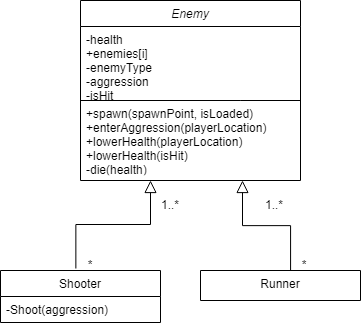 Enemy
-health
+enemies[i]
-enemyType
-aggression
-isHit
+spawn(spawnPoint, isLoaded)
+enterAggression(playerLocation)
+lowerHealth(playerLocation)
+lowerHealth(isHit)
-die(health)
1..*
1..*
*
*
Shooter
-Shoot(aggression)
Runner